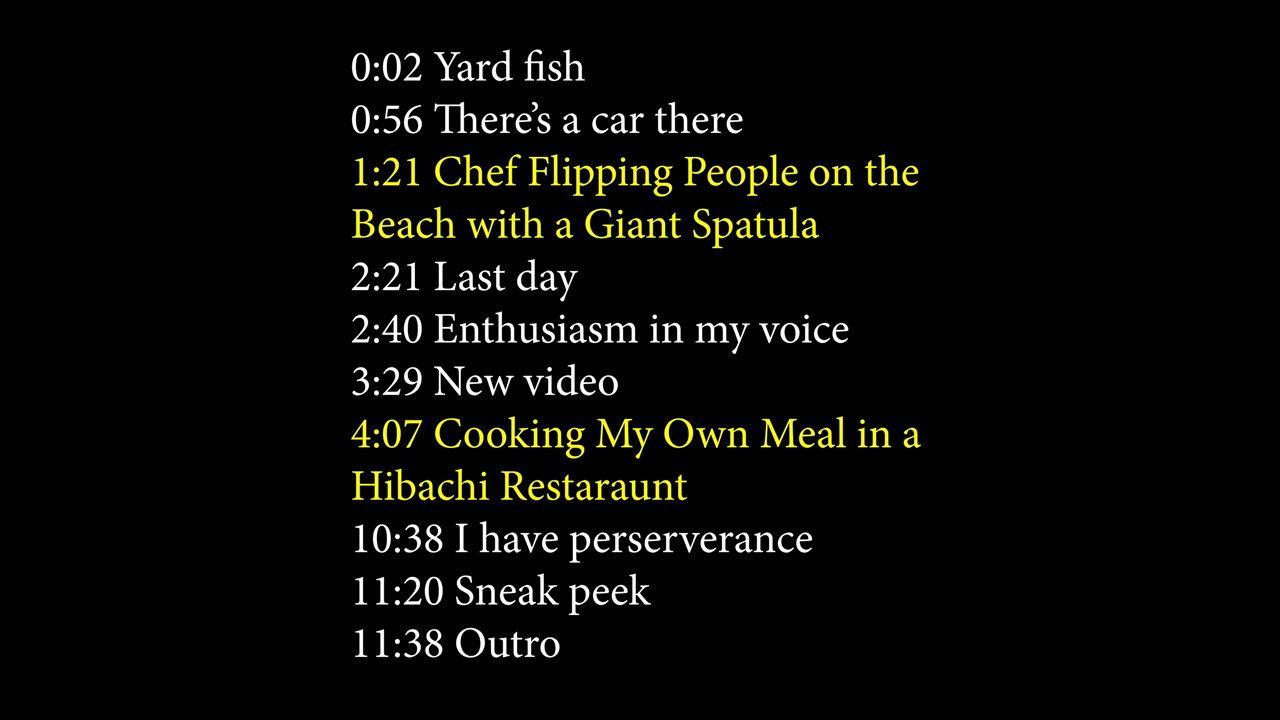 0:02 Yard fish
0:56 There’s a car there
1:21 Chef Flipping People on the
Beach with a Giant Spatula
2:21 Last day
2:40 Enthusiasm in my voice
3:29 New video
4:07 Cooking My Own Meal in a
Hibachi Restaraunt
10:38 I have perserverance
11:20 Sneak peek
11:38 Outro